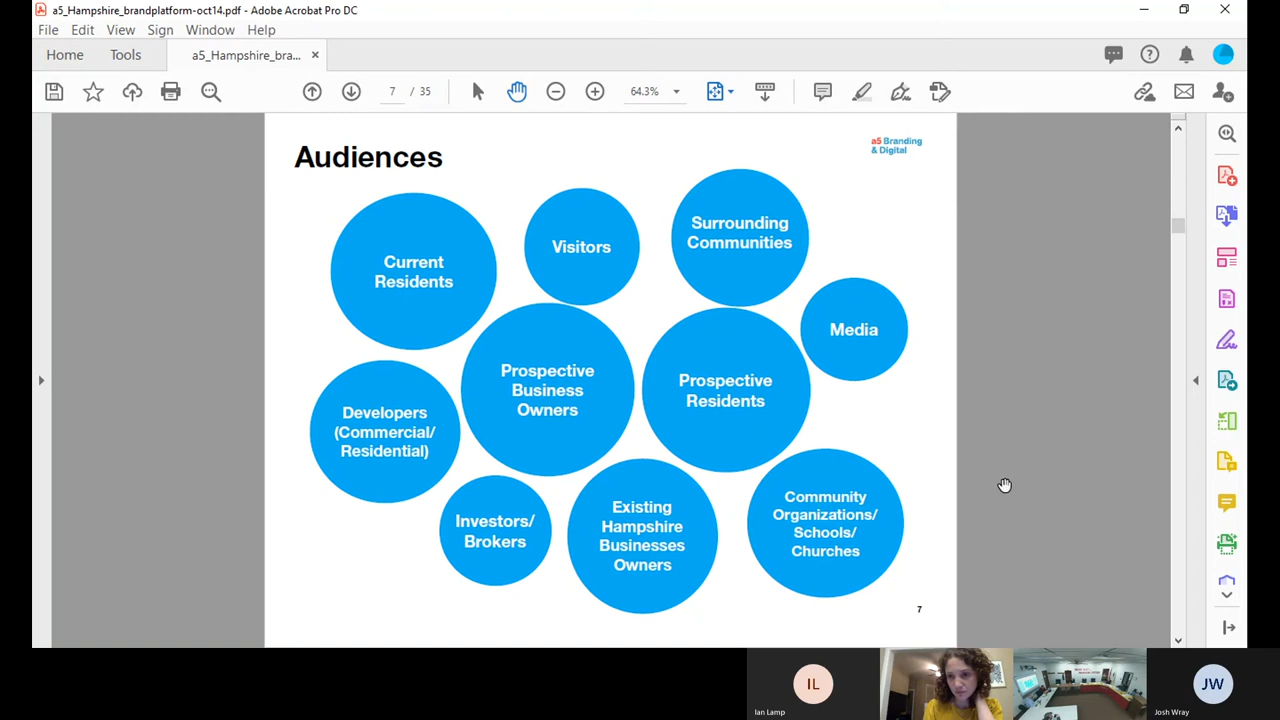 a5_Hampshire_brandplatform-oct14.pdf - Adobe Acrobat Pro DC
File Edit View Sign Window Help
Home Tools a5_Hampshire_bra... ×
7 / 35 64.3%
Audiences
a5 Branding
& Digital
Current
Residents
Visitors
Surrounding
Communities
Media
Prospective
Business
Owners
Prospective
Residents
Developers
(Commercial/
Residential)
Investors/
Brokers
Existing
Hampshire
Businesses
Owners
Community
Organizations/
Schools/
Churches
7
IL
Ian Lamp
JW
Josh Wray